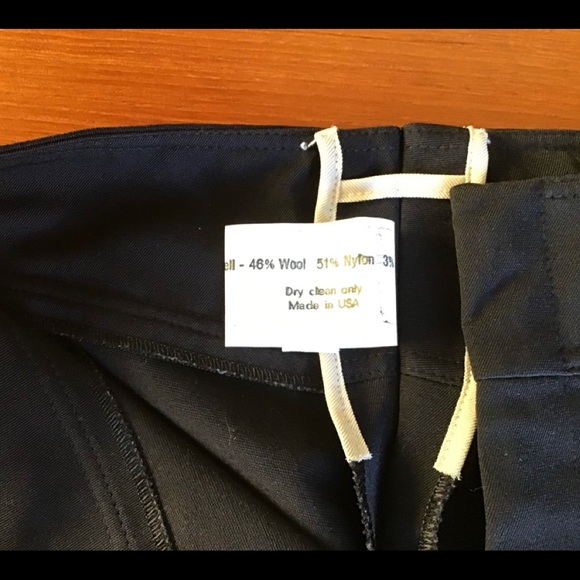 ell - 46% Wool 51% Nylon 3%
Dry clean only
Made in USA